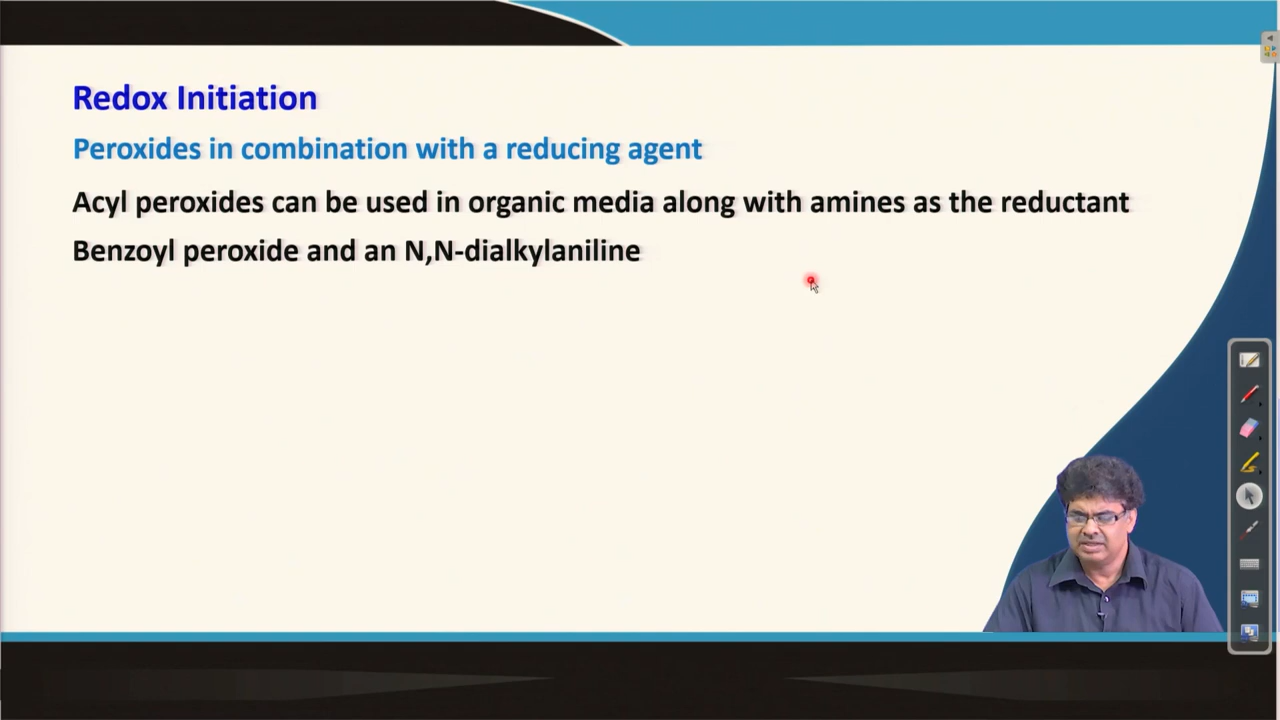 Redox Initiation
Peroxides in combination with a reducing agent
Acyl peroxides can be used in organic media along with amines as the reductant
Benzoyl peroxide and an N,N-dialkylaniline